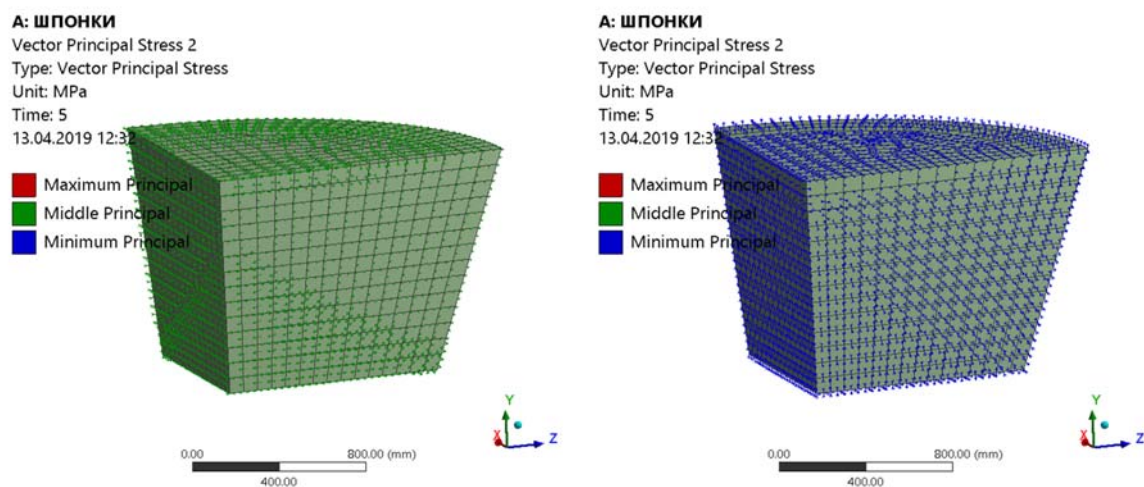 A: ШПОНКИ
Vector Principal Stress 2
Type: Vector Principal Stress
Unit: MPa
Time: 5
13.04.2019 12:32
Maximum Principal
Middle Principal
Minimum Principal
Y
X
Z
0.00
800.00 (mm)
400.00
A: ШПОНКИ
Vector Principal Stress 2
Type: Vector Principal Stress
Unit: MPa
Time: 5
13.04.2019 12:32
Maximum Principal
Middle Principal
Minimum Principal
Y
X
Z
0.00
800.00 (mm)
400.00